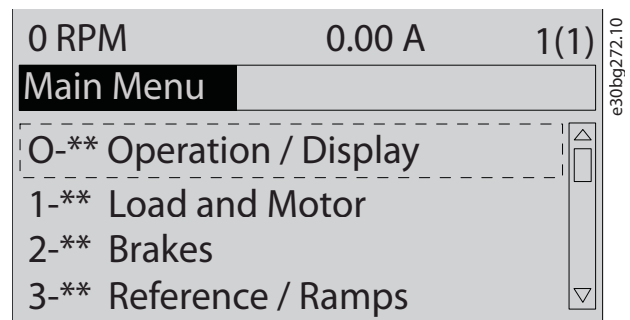 0 RPM 0.00 A 1(1)
Main Menu
O-** Operation / Display
1-** Load and Motor
2-** Brakes
3-** Reference / Ramps
e30bg272.10